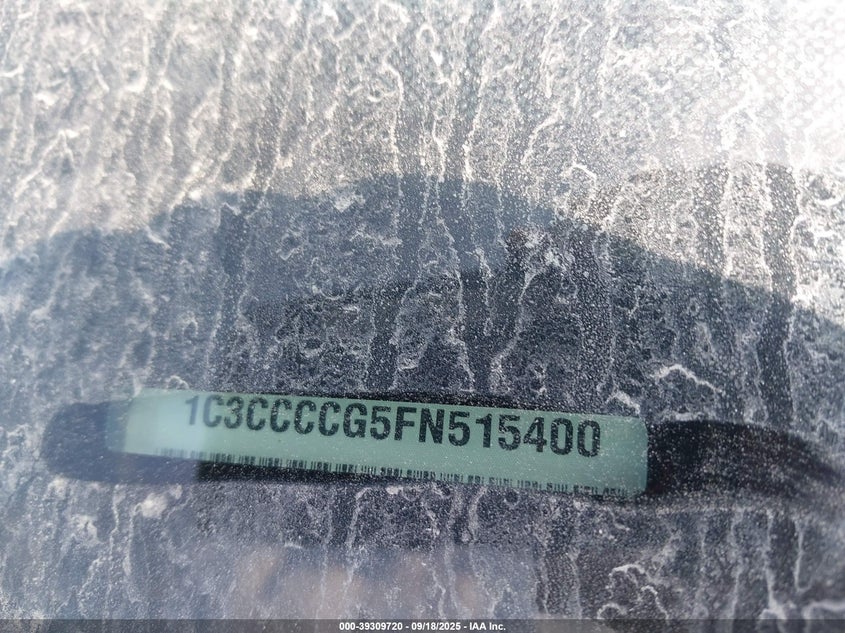 1C3CCCCG5FN515400
000-39309720 — 09/18/2025 — IAA Inc.